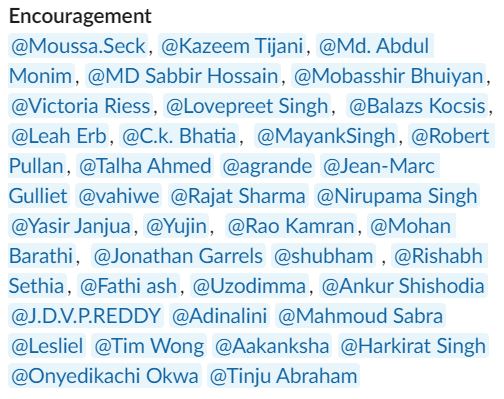 Encouragement
@Moussa.Seck, @Kazeem Tijani, @Md. Abdul
Monim, @MD Sabbir Hossain, @Mobasshir Bhuiyan,
@Victoria Riess, @Lovepreet Singh, @Balazs Kocsis,
@Leah Erb, @C.k. Bhatia, @MayankSingh, @Robert
Pullan, @Talha Ahmed @agrande @Jean-Marc
Gulliet @vahiwe @Rajat Sharma @Nirupama Singh
@Yasir Janjua, @Yujin, @Rao Kamran, @Mohan
Barathi, @Jonathan Garrels @shubham , @Rishabh
Sethia, @Fathi ash, @Uzodimma, @Ankur Shishodia
@J.D.V.P.REDDY @Adinalini @Mahmoud Sabra
@Lesliel @Tim Wong @Aakanksha @Harkirat Singh
@Onyedikachi Okwa @Tinju Abraham